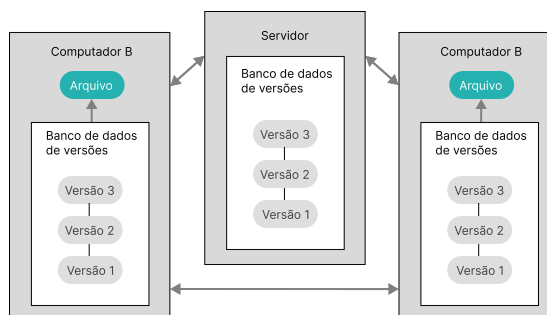 Computador B
Arquivo
Banco de dados
de versões
Versão 3
Versão 2
Versão 1
Servidor
Banco de dados
de versões
Versão 3
Versão 2
Versão 1
Computador B
Arquivo
Banco de dados
de versões
Versão 3
Versão 2
Versão 1